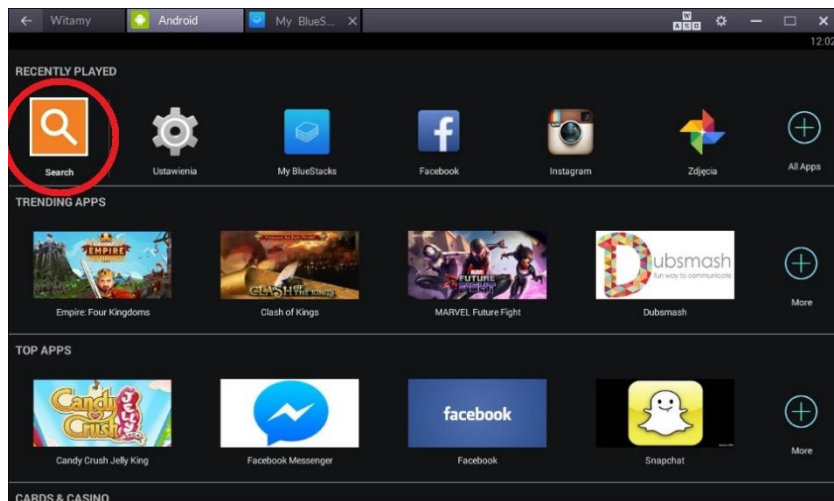 Witamy
Android
My BlueS...
W
A S D
12:02
RECENTLY PLAYED
Search
Ustawienia
My BlueStacks
Facebook
Instagram
Zdjęcia
All Apps
TRENDING APPS
EMPIRE
CLASH OF THE KINGS
MARVEL
FUTURE
FIGHT
Dubsmash
fun way to communicate
Empire: Four Kingdoms
Clash of Kings
MARVEL Future Fight
Dubsmash
More
TOP APPS
Candy
Crush
JELLY
facebook
Candy Crush Jelly King
Facebook Messenger
Facebook
Snapchat
More
CARDS & CASINO